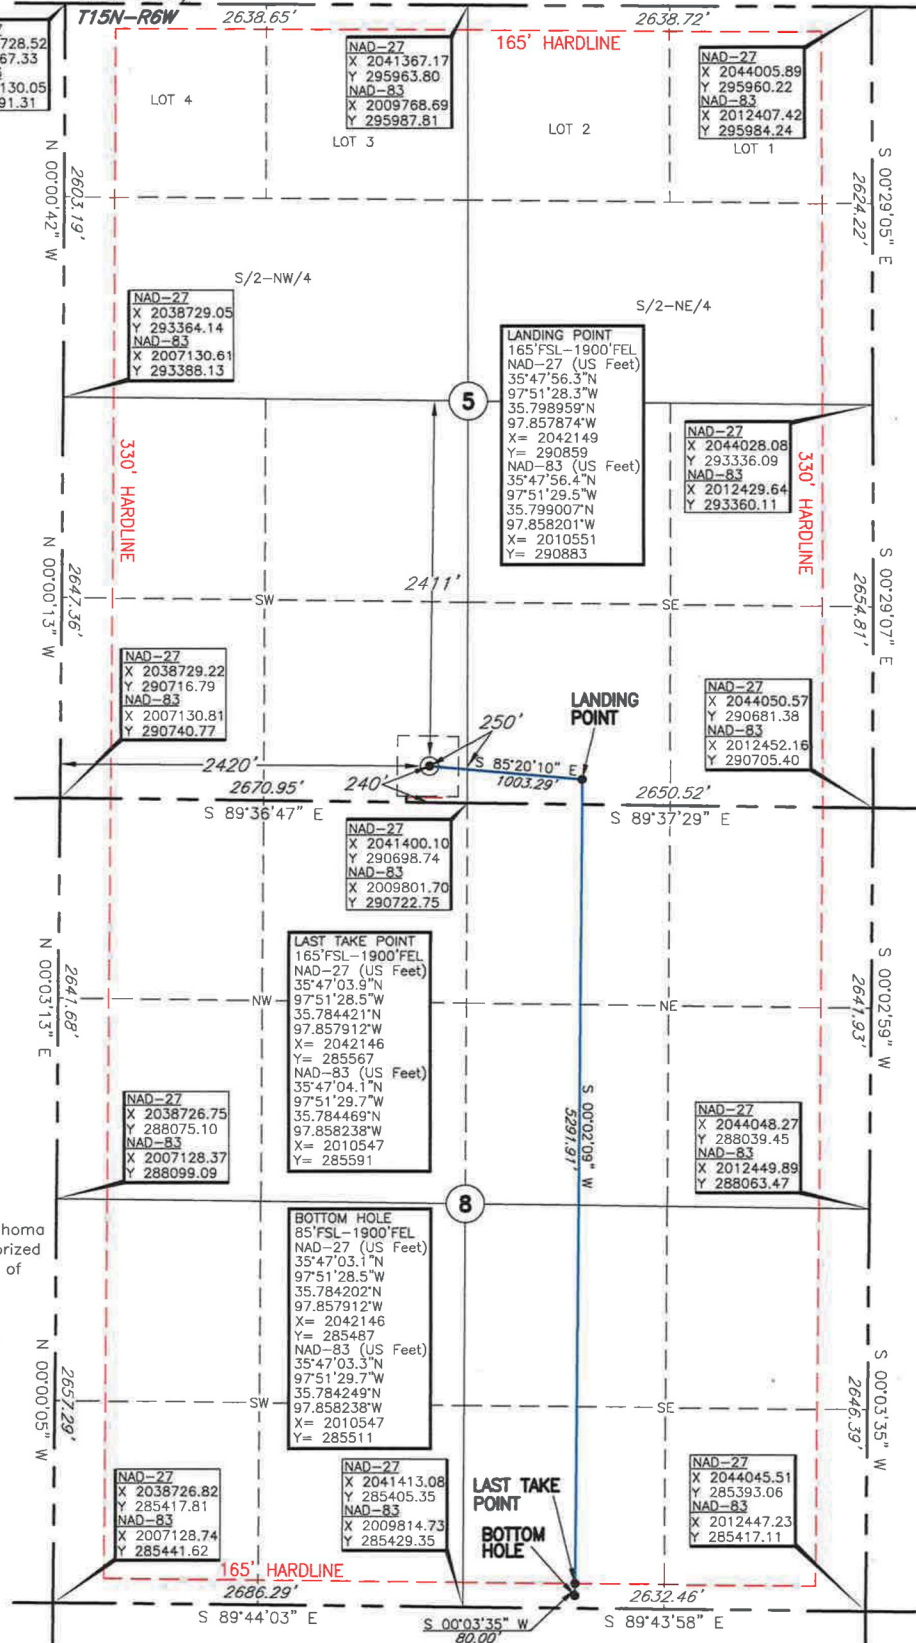 T15N-R6W
2638.65'
2638.72'
165' HARDLINE
728.52
67.33
130.05
91.31
NAD-27
X 2041367.17
Y 295963.80
NAD-83
X 2009768.69
Y 295987.81
NAD-27
X 2044005.89
Y 295960.22
NAD-83
X 2012407.42
Y 295984.24
LOT 4
LOT 3
LOT 2
LOT 1
N 00°00'42" W
2603.19'
S 00°29'05" E
2624.22'
S/2-NW/4
S/2-NE/4
NAD-27
X 2038729.05
Y 293364.14
NAD-83
X 2007130.61
Y 293388.13
LANDING POINT
165'FSL-1900'FEL
NAD-27 (US Feet)
35°47'56.3"N
97°51'28.3"W
35.798959°N
97.857874°W
X= 2042149
Y= 290859
NAD-83 (US Feet)
35°47'56.4"N
97°51'29.5"W
35.799007°N
97.858201°W
X= 2010551
Y= 290883
5
NAD-27
X 2044028.08
Y 293336.09
NAD-83
X 2012429.64
Y 293360.11
330' HARDLINE
330' HARDLINE
N 00°00'13" W
2647.36'
2411'
SW
SE
S 00°29'07" E
2654.81'
NAD-27
X 2038729.22
Y 290716.79
NAD-83
X 2007130.81
Y 290740.77
NAD-27
X 2044050.57
Y 290681.38
NAD-83
X 2012452.16
Y 290705.40
LANDING
POINT
250'
2420'
S 85°20'10" E
1003.29'
240'
2670.95'
S 89°36'47" E
2650.52'
S 89°37'29" E
NAD-27
X 2041400.10
Y 290698.74
NAD-83
X 2009801.70
Y 290722.75
LAST TAKE POINT
165'FSL-1900'FEL
NAD-27 (US Feet)
35°47'03.9"N
97°51'28.5"W
35.784421°N
97.857912°W
X= 2042146
Y= 285567
NAD-83 (US Feet)
35°47'04.1"N
97°51'29.7"W
35.784469°N
97.858238°W
X= 2010547
Y= 285591
N 00°03'13" E
2641.68'
NW
NE
S 00°02'59" W
2641.93'
S 00°02'09" W
5291.91'
NAD-27
X 2038726.75
Y 288075.10
NAD-83
X 2007128.37
Y 288099.09
NAD-27
X 2044048.27
Y 288039.45
NAD-83
X 2012449.89
Y 288063.47
8
BOTTOM HOLE
85'FSL-1900'FEL
NAD-27 (US Feet)
35°47'03.1"N
97°51'28.5"W
35.784202°N
97.857912°W
X= 2042146
Y= 285487
NAD-83 (US Feet)
35°47'03.3"N
97°51'29.7"W
35.784249°N
97.858238°W
X= 2010547
Y= 285511
homa
orized
of
N 00°00'05" W
2657.29'
SW
SE
S 00°03'35" W
2646.39'
NAD-27
X 2038726.82
Y 285417.81
NAD-83
X 2007128.74
Y 285441.62
NAD-27
X 2041413.08
Y 285405.35
NAD-83
X 2009814.73
Y 285429.35
LAST TAKE
POINT
BOTTOM
HOLE
NAD-27
X 2044045.51
Y 285393.06
NAD-83
X 2012447.23
Y 285417.11
165' HARDLINE
2686.29'
S 89°44'03" E
2632.46'
S 89°43'58" E
S 00°03'35" W
80.00'